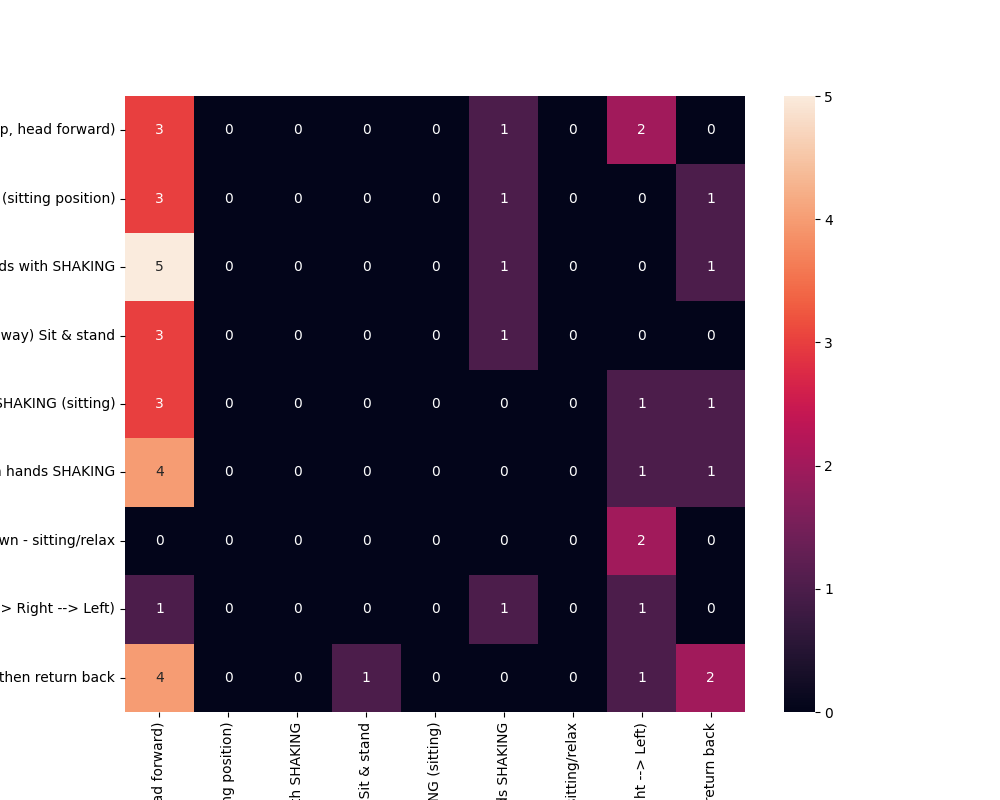 p, head forward) 3 0 0 0 0 1 0 2 0
(sitting position) 3 0 0 0 0 1 0 0 1
ds with SHAKING 5 0 0 0 0 1 0 0 1
way) Sit & stand 3 0 0 0 0 1 0 0 0
SHAKING (sitting) 3 0 0 0 0 0 0 1 1
hands SHAKING 4 0 0 0 0 0 0 1 1
wn - sitting/relax 0 0 0 0 0 0 0 2 0
> Right --> Left) 1 0 0 0 0 1 0 1 0
then return back 4 0 0 1 0 0 0 1 2
ad forward)
ng position)
th SHAKING
Sit & stand
NG (sitting)
ds SHAKING
sitting/relax
ht --> Left)
return back
5
4
3
2
1
0